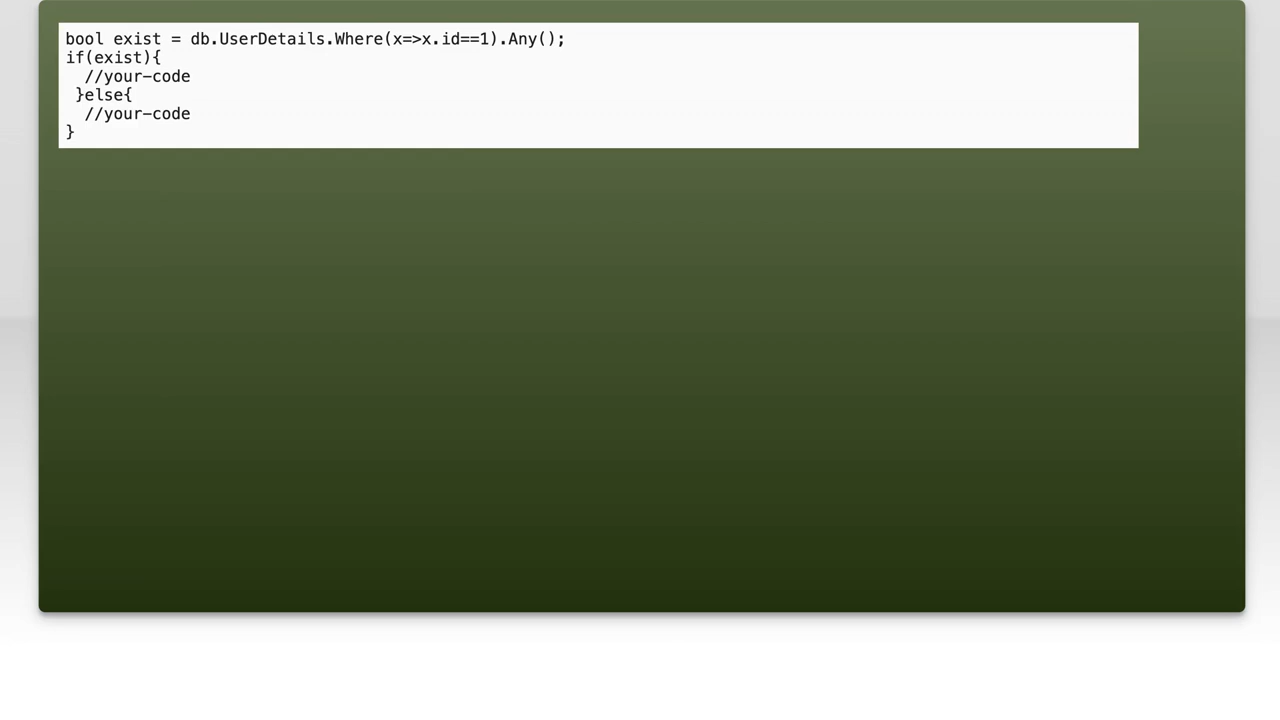 bool exist = db.UserDetails.Where(x=>x.id==1).Any();
if(exist){
  //your-code
 }else{
  //your-code
}